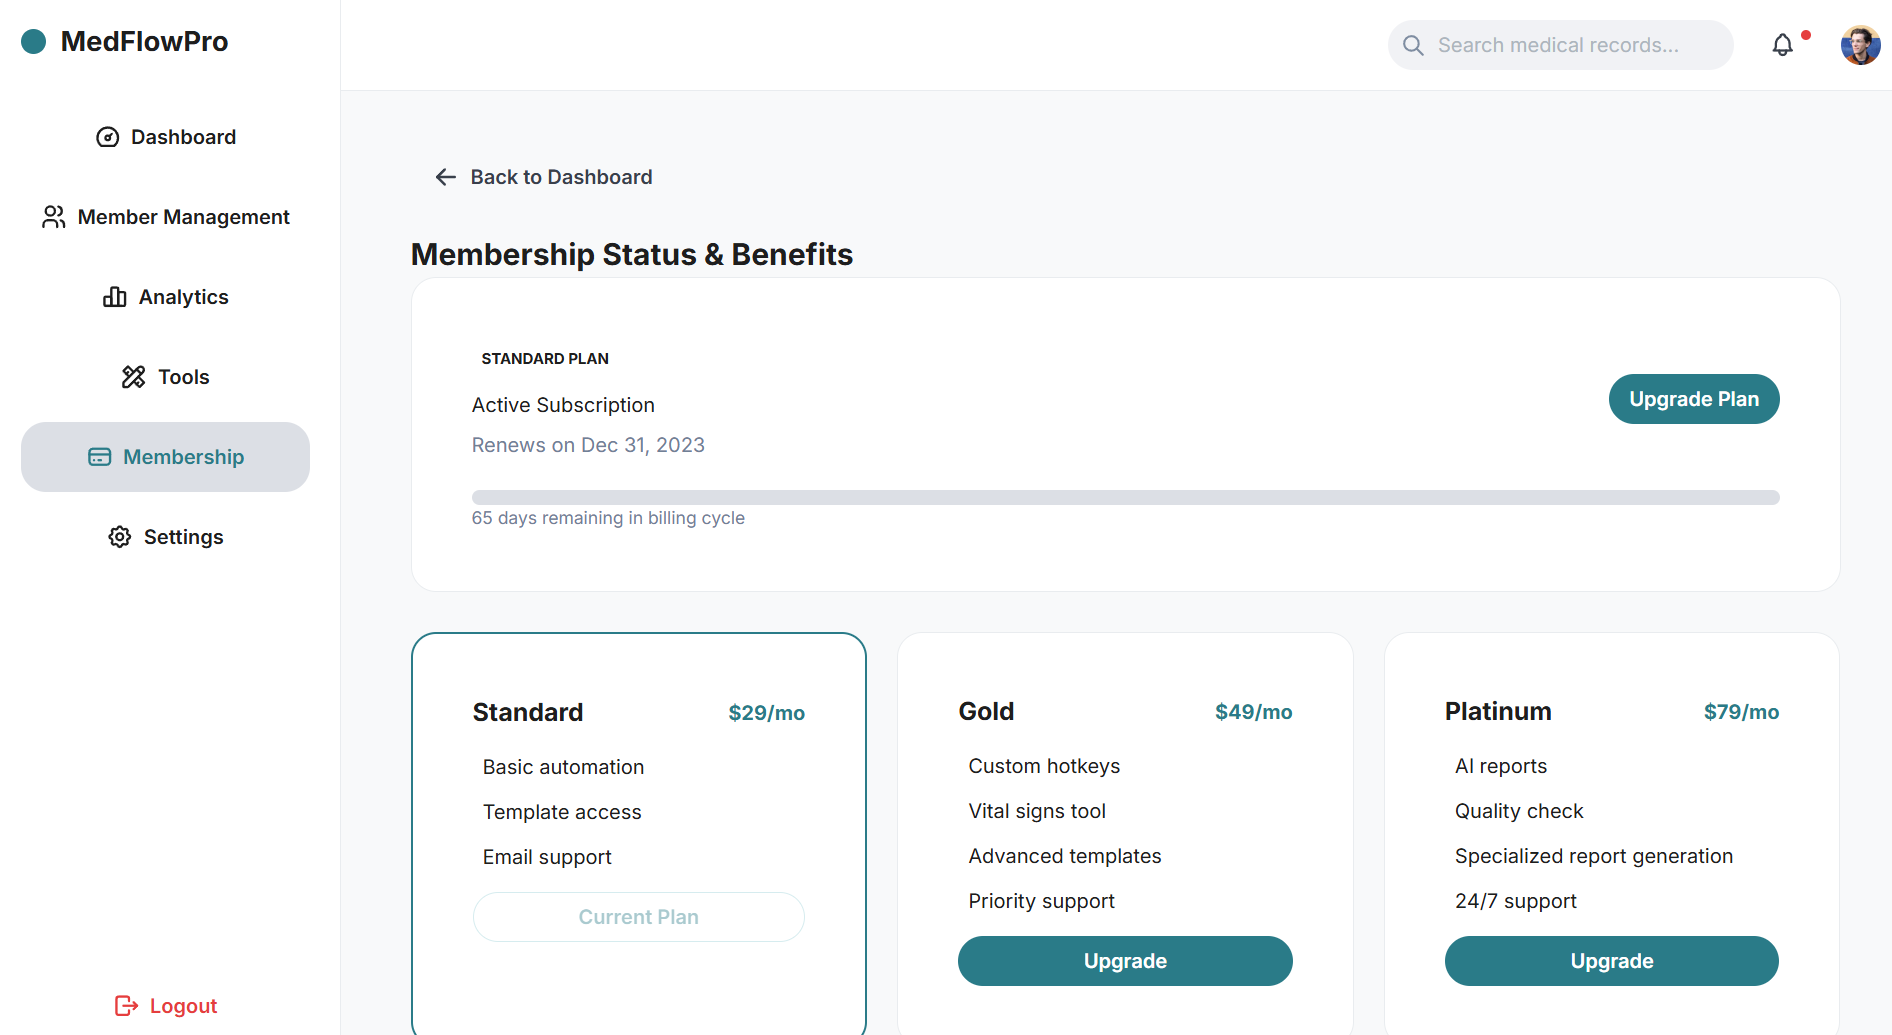 MedFlowPro
Search medical records...
Dashboard
Member Management
Analytics
Tools
Membership
Settings
Logout
Back to Dashboard
Membership Status & Benefits
STANDARD PLAN
Active Subscription
Renews on Dec 31, 2023
Upgrade Plan
65 days remaining in billing cycle
Standard $29/mo
Basic automation
Template access
Email support
Current Plan
Gold $49/mo
Custom hotkeys
Vital signs tool
Advanced templates
Priority support
Upgrade
Platinum $79/mo
AI reports
Quality check
Specialized report generation
24/7 support
Upgrade